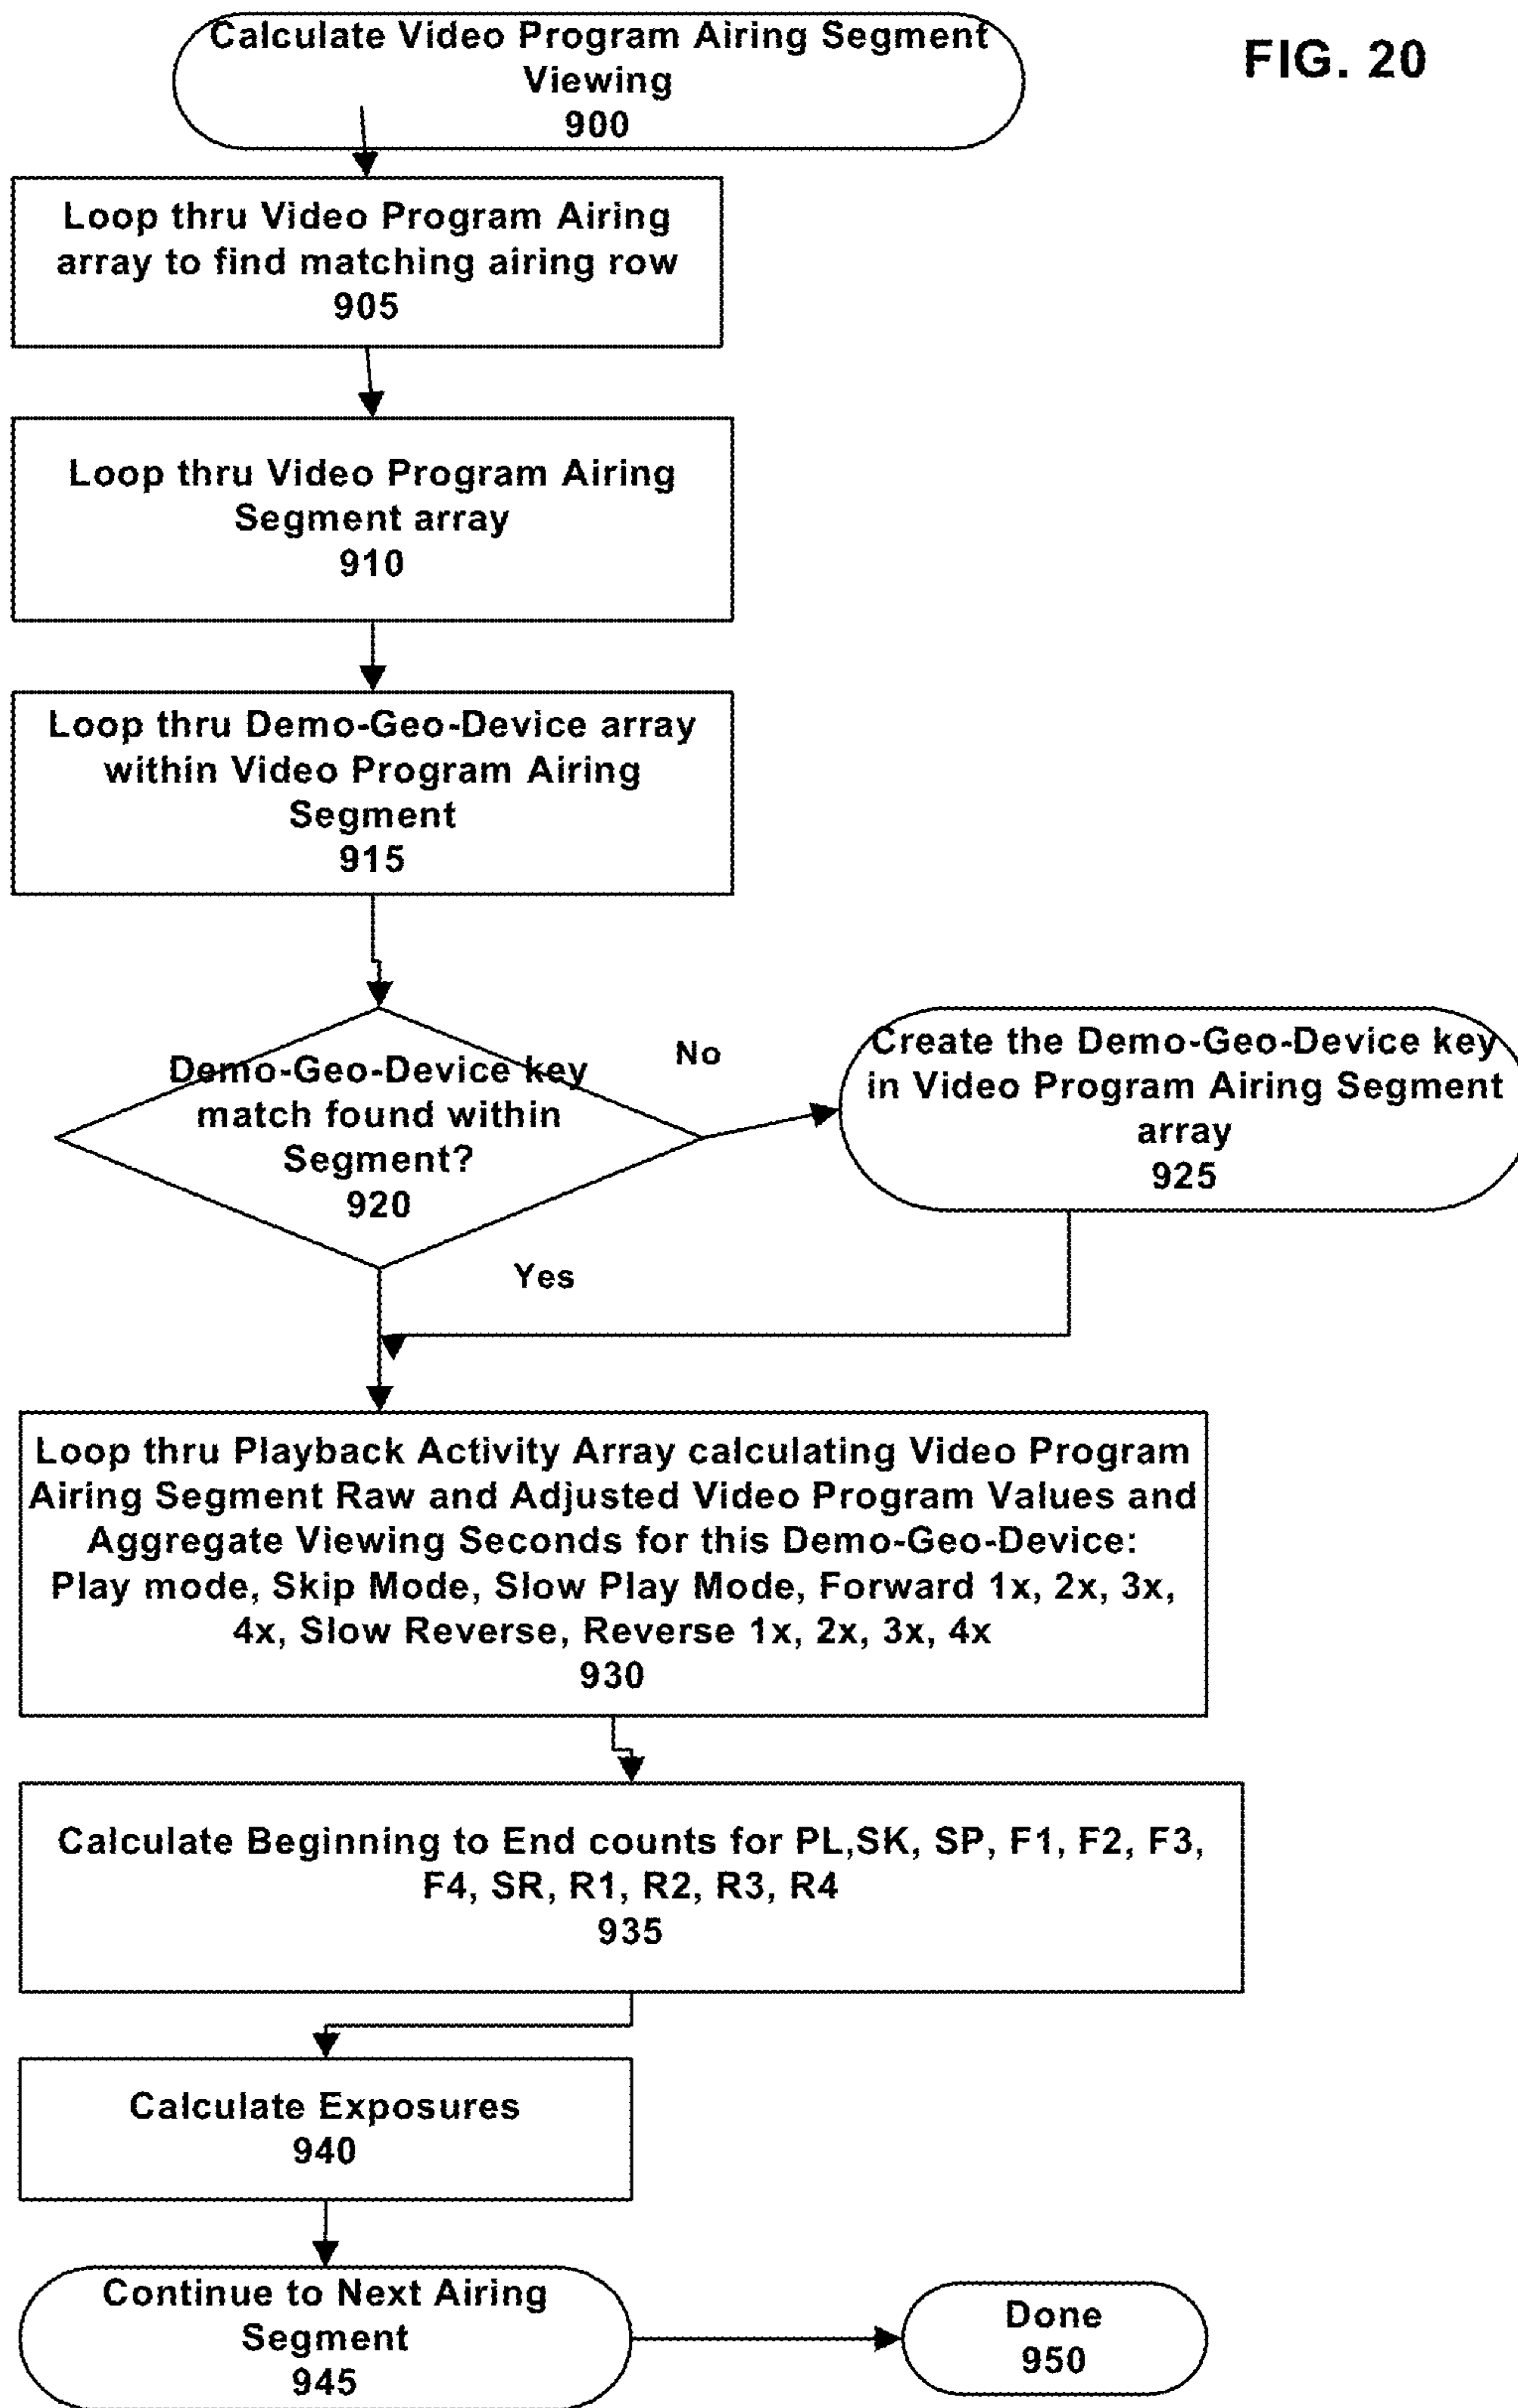 FIG. 20
Calculate Video Program Airing Segment
Viewing
900
Loop thru Video Program Airing
array to find matching airing row
905
Loop thru Video Program Airing
Segment array
910
Loop thru Demo-Geo-Device array
within Video Program Airing
Segment
915
Demo-Geo-Device key
match found within
Segment?
920
No
Create the Demo-Geo-Device key
in Video Program Airing Segment
array
925
Yes
Loop thru Playback Activity Array calculating Video Program
Airing Segment Raw and Adjusted Video Program Values and
Aggregate Viewing Seconds for this Demo-Geo-Device:
Play mode, Skip Mode, Slow Play Mode, Forward 1x, 2x, 3x,
4x, Slow Reverse, Reverse 1x, 2x, 3x, 4x
930
Calculate Beginning to End counts for PL,SK, SP, F1, F2, F3,
F4, SR, R1, R2, R3, R4
935
Calculate Exposures
940
Continue to Next Airing
Segment
945
Done
950